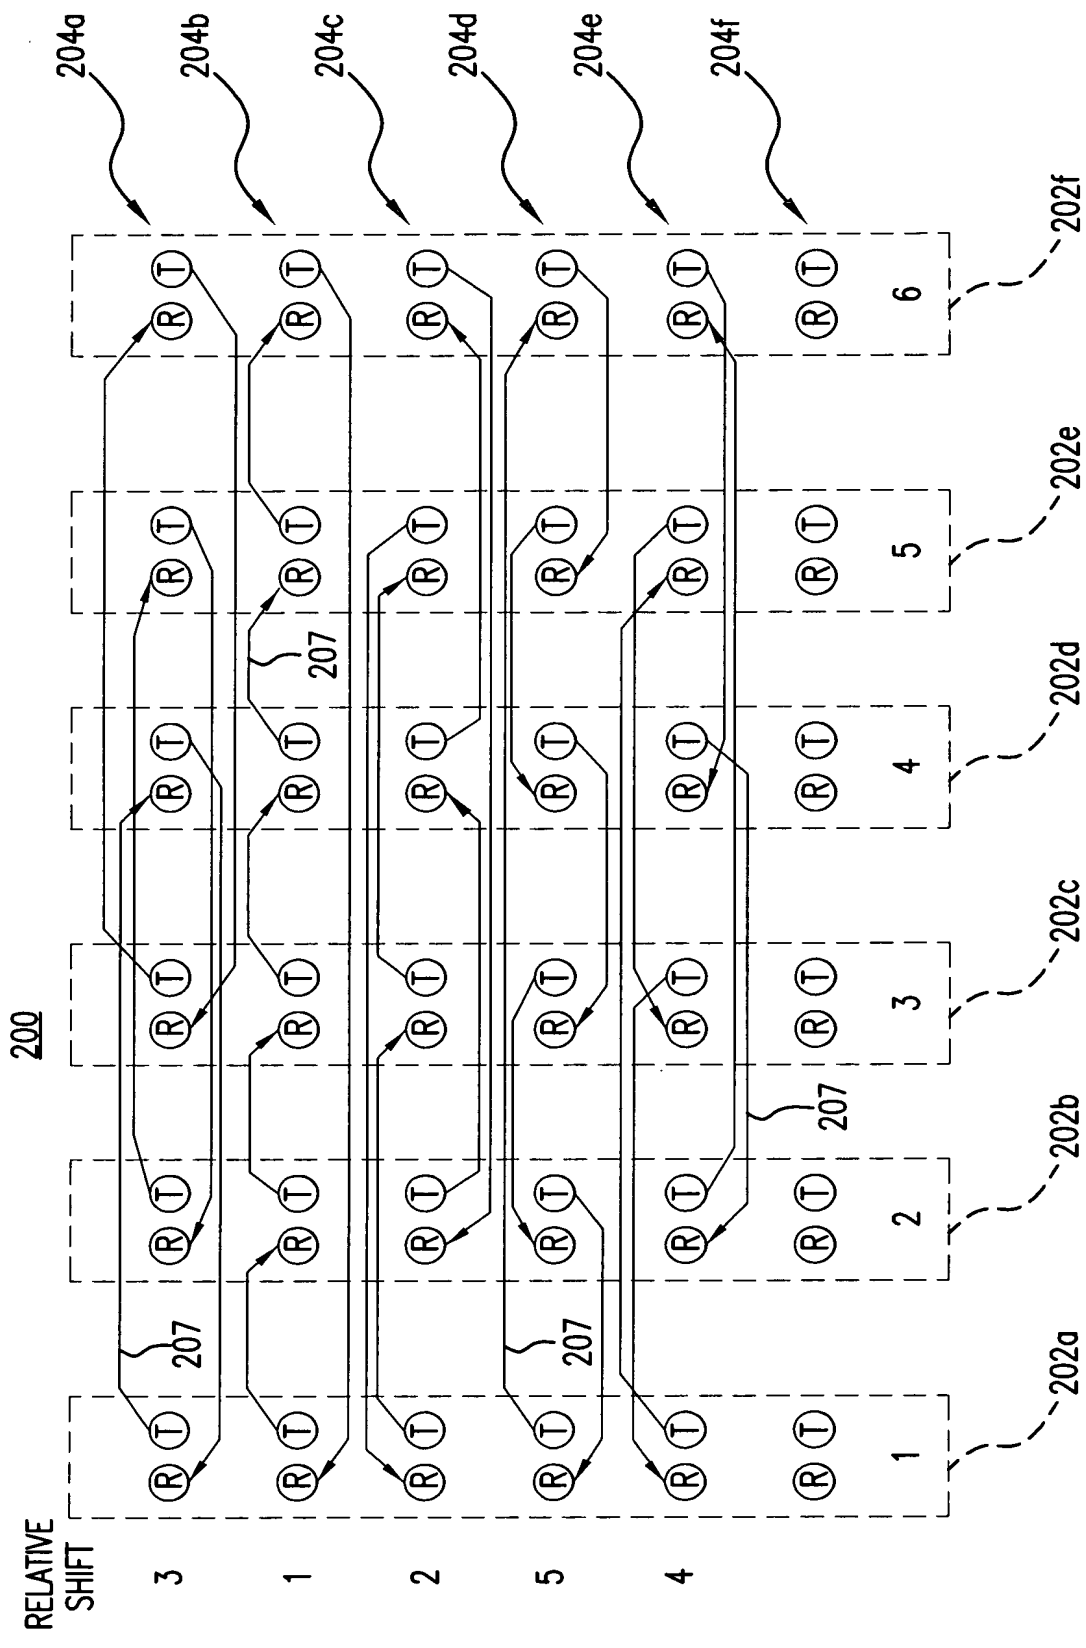 200
RELATIVE
SHIFT
204a
3 R T R T R T R T R T R T
207
204b
1 R T R T R T R T R T R T
207
204c
2 R T R T R T R T R T R T
204d
5 R T R T R T R T R T R T
207
204e
4 R T R T R T R T R T R T
204f
R T R T R T R T R T R T
207
1 2 3 4 5 6
202a 202b 202c 202d 202e 202f